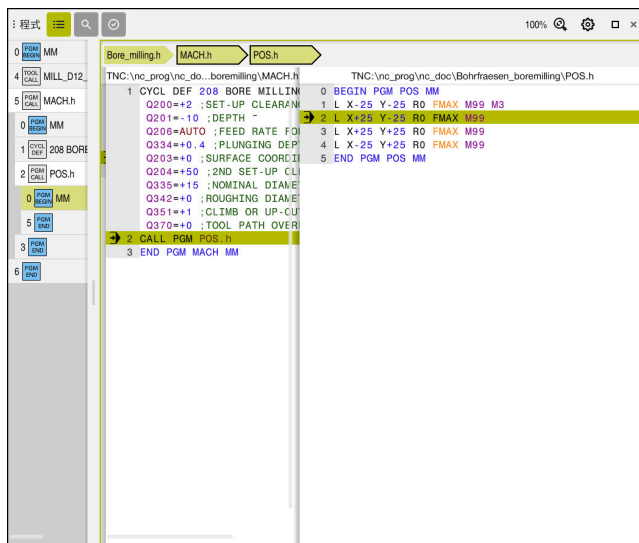 程式
100%
0 PGM BEGIN MM
4 TOOL CALL MILL_D12_
5 PGM CALL MACH.h
0 PGM BEGIN MM
1 CYCL DEF 208 BORE
2 PGM CALL POS.h
0 PGM BEGIN MM
5 PGM END
3 PGM END
6 PGM END
Bore_milling.h MACH.h POS.h
TNC:\nc_prog\nc_do...boremilling\MACH.h
1 CYCL DEF 208 BORE MILLING
Q200=+2 ;SET-UP CLEARANC
Q201=-10 ;DEPTH ~
Q206=AUTO ;FEED RATE FO
Q334=+0.4 ;PLUNGING DEP
Q203=+0 ;SURFACE COORDI
Q204=+50 ;2ND SET-UP CL
Q335=+15 ;NOMINAL DIAME
Q342=+0 ;ROUGHING DIAME
Q351=+1 ;CLIMB OR UP-CU
Q370=+0 ;TOOL PATH OVER
2 CALL PGM POS.h
3 END PGM MACH MM
TNC:\nc_prog\nc_doc\Bohrfraesen_boremilling\POS.h
0 BEGIN PGM POS MM
1 L X-25 Y-25 R0 FMAX M99 M3
2 L X+25 Y-25 R0 FMAX M99
3 L X+25 Y+25 R0 FMAX M99
4 L X-25 Y+25 R0 FMAX M99
5 END PGM POS MM